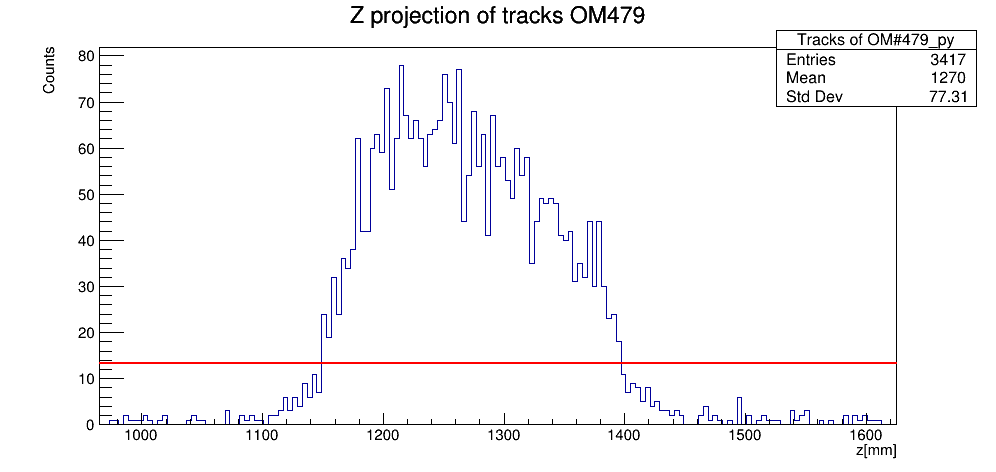 Z projection of tracks OM479
Tracks of OM#479_py
Entries 3417
Mean 1270
Std Dev 77.31
Counts
80
70
60
50
40
30
20
10
0
1000 1100 1200 1300 1400 1500 1600
z[mm]